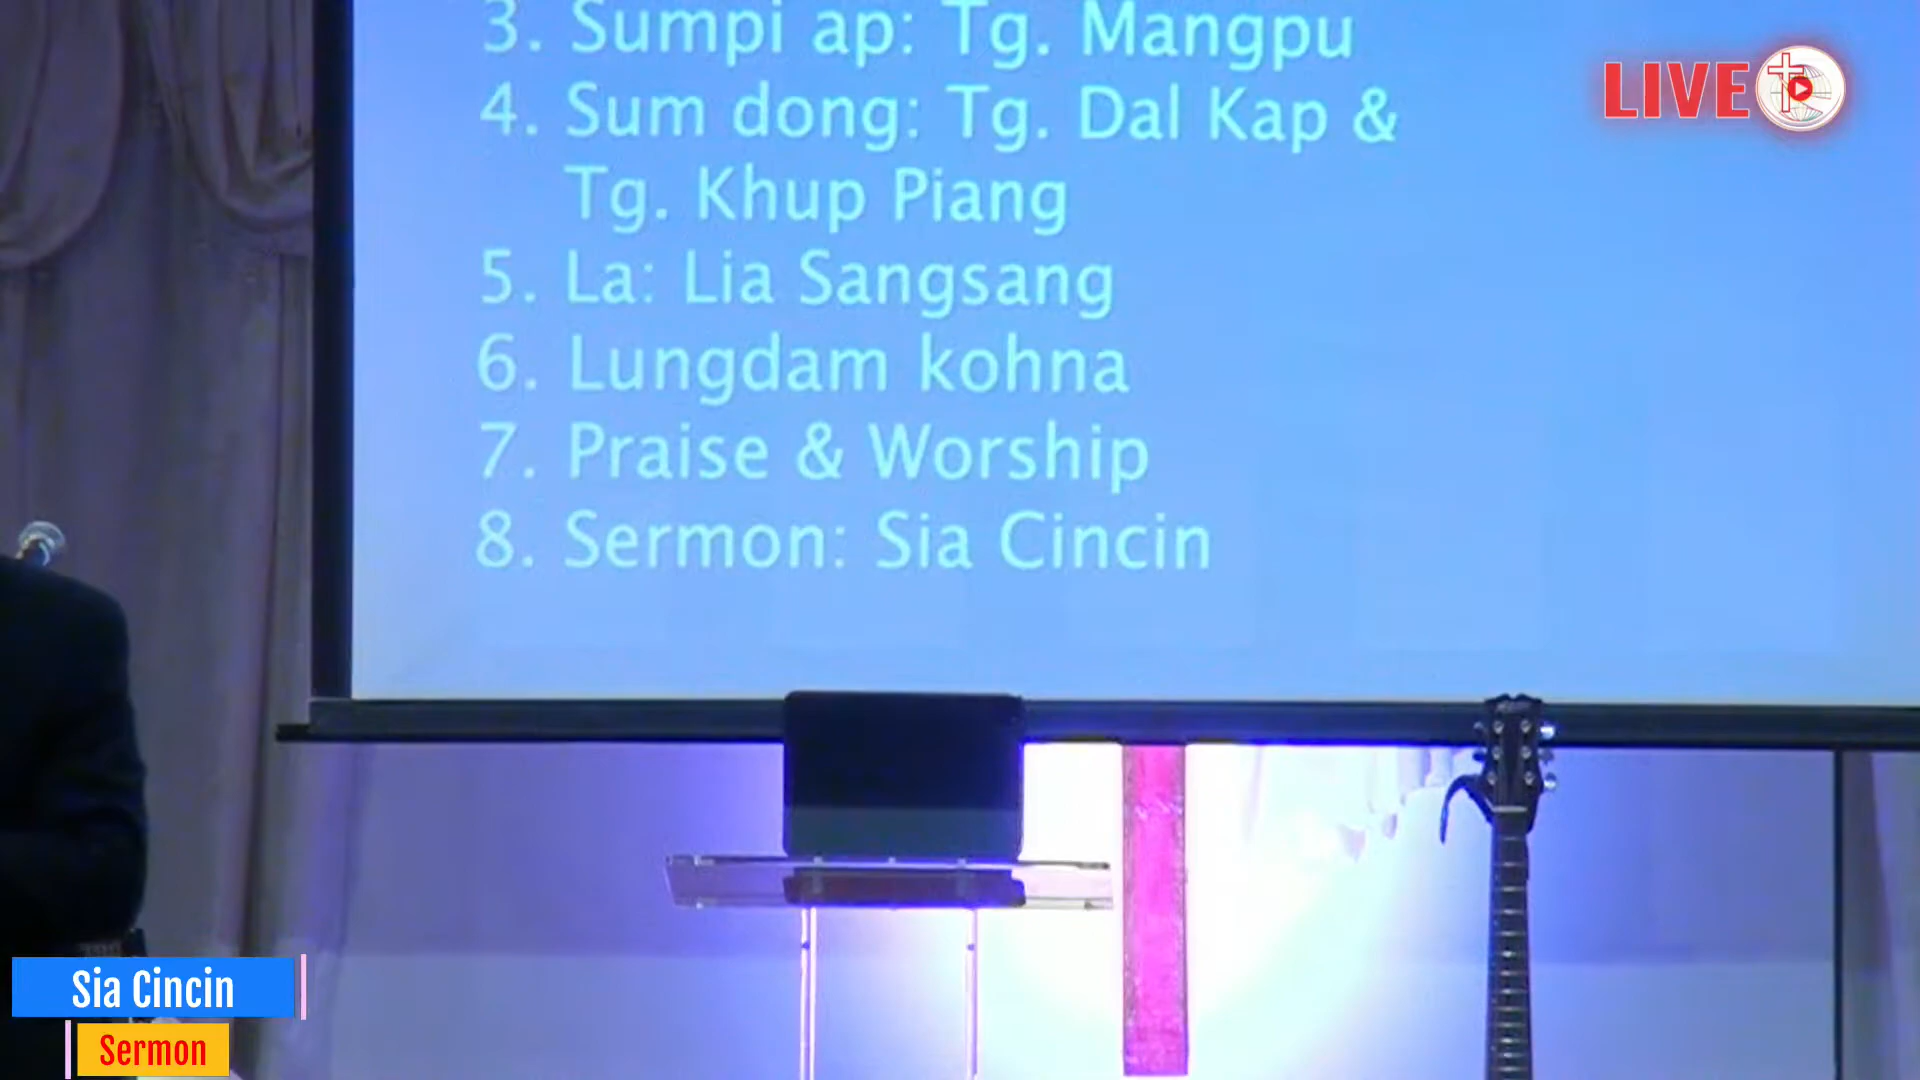 3. Sumpi ap: Tg. Mangpu
4. Sum dong: Tg. Dal Kap &
Tg. Khup Piang
5. La: Lia Sangsang
6. Lungdam kohna
7. Praise & Worship
8. Sermon: Sia Cincin
LIVE
Sia Cincin
Sermon